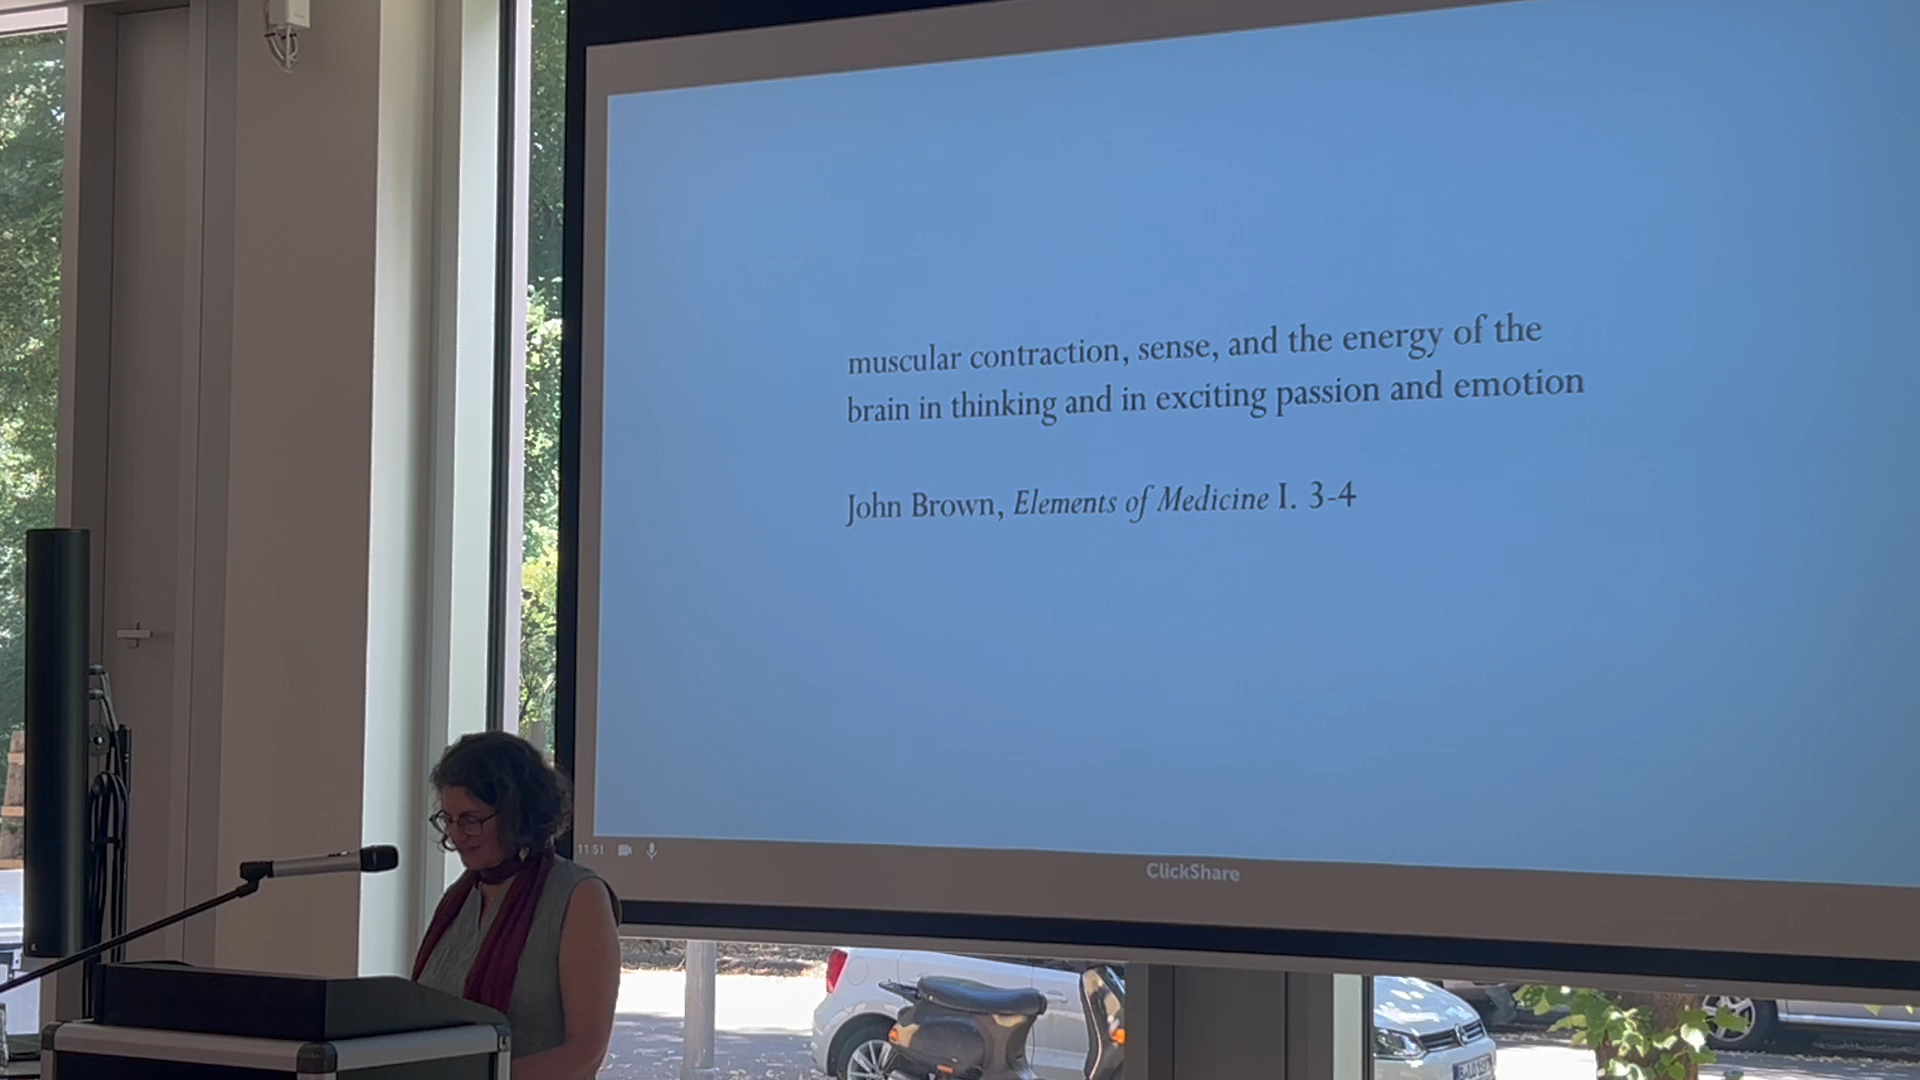 muscular contraction, sense, and the energy of the
brain in thinking and in exciting passion and emotion
John Brown, Elements of Medicine I. 3-4
11:51
ClickShare